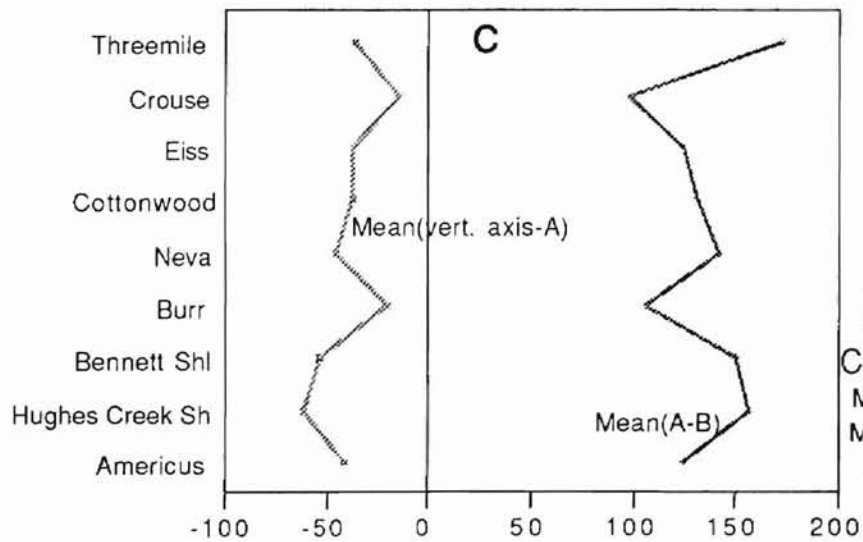 C
Threemile
Crouse
Eiss
Cottonwood
Mean(vert. axis-A)
Neva
Burr
Bennett Shl
C
M
Hughes Creek Sh
Mean(A-B)
M
Americus
-100 -50 0 50 100 150 200